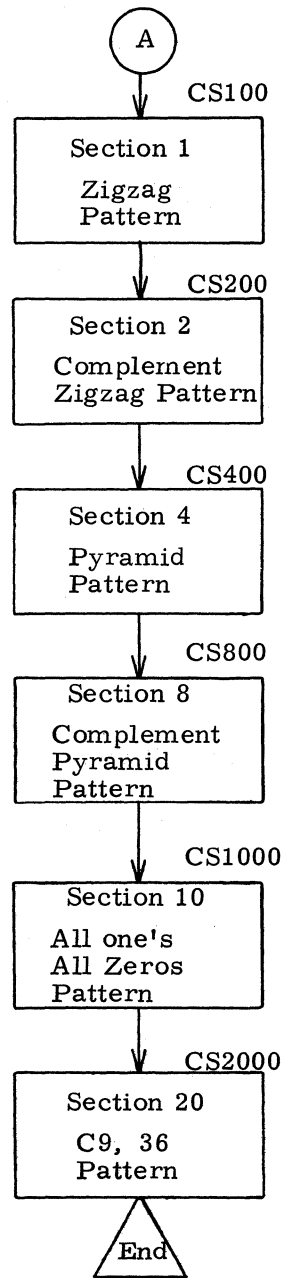 A
CS100
Section 1
Zigzag
Pattern
CS200
Section 2
Complement
Zigzag Pattern
CS400
Section 4
Pyramid
Pattern
CS800
Section 8
Complement
Pyramid
Pattern
CS1000
Section 10
All one's
All Zeros
Pattern
CS2000
Section 20
C9, 36
Pattern
End